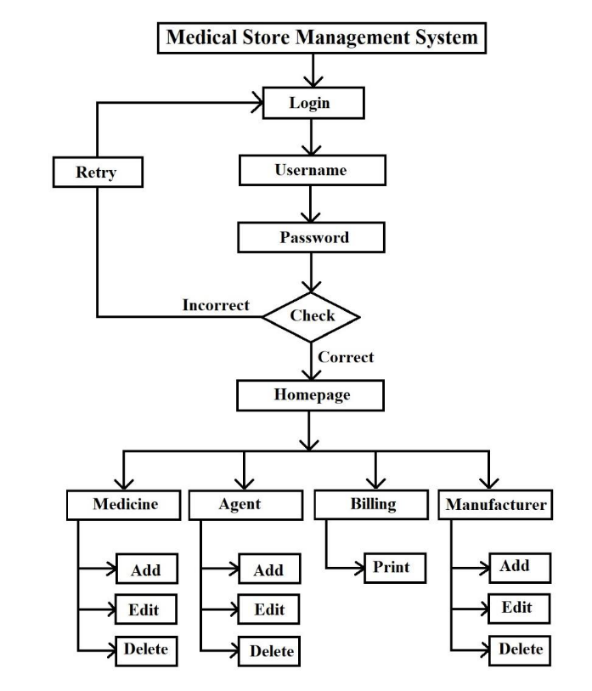 Medical Store Management System
Login
Retry
Username
Password
Incorrect
Check
Correct
Homepage
Medicine
Agent
Billing
Manufacturer
Add
Add
Print
Add
Edit
Edit
Edit
Delete
Delete
Delete